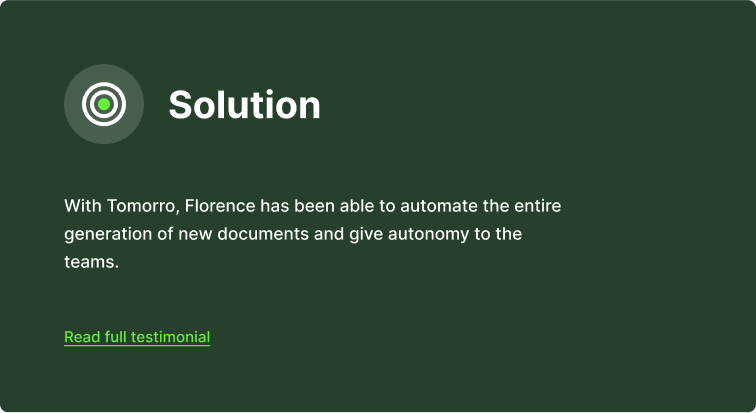 Solution
With Tomorro, Florence has been able to automate the entire
generation of new documents and give autonomy to the
teams.
Read full testimonial